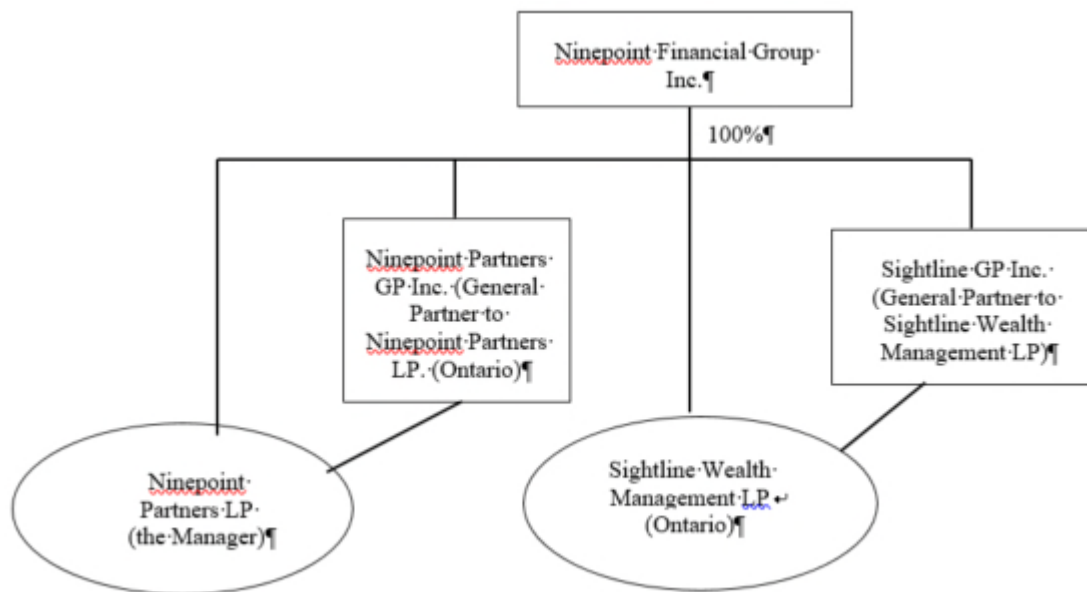 Ninepoint Financial Group
Inc.¶
100%¶
Ninepoint Partners
GP Inc. (General
Partner to
Ninepoint Partners
LP. (Ontario)¶
Sightline GP Inc.
(General Partner to
Sightline Wealth
Management LP)¶
Ninepoint
Partners LP
(the Manager)¶
Sightline Wealth
Management LP↵
(Ontario)¶